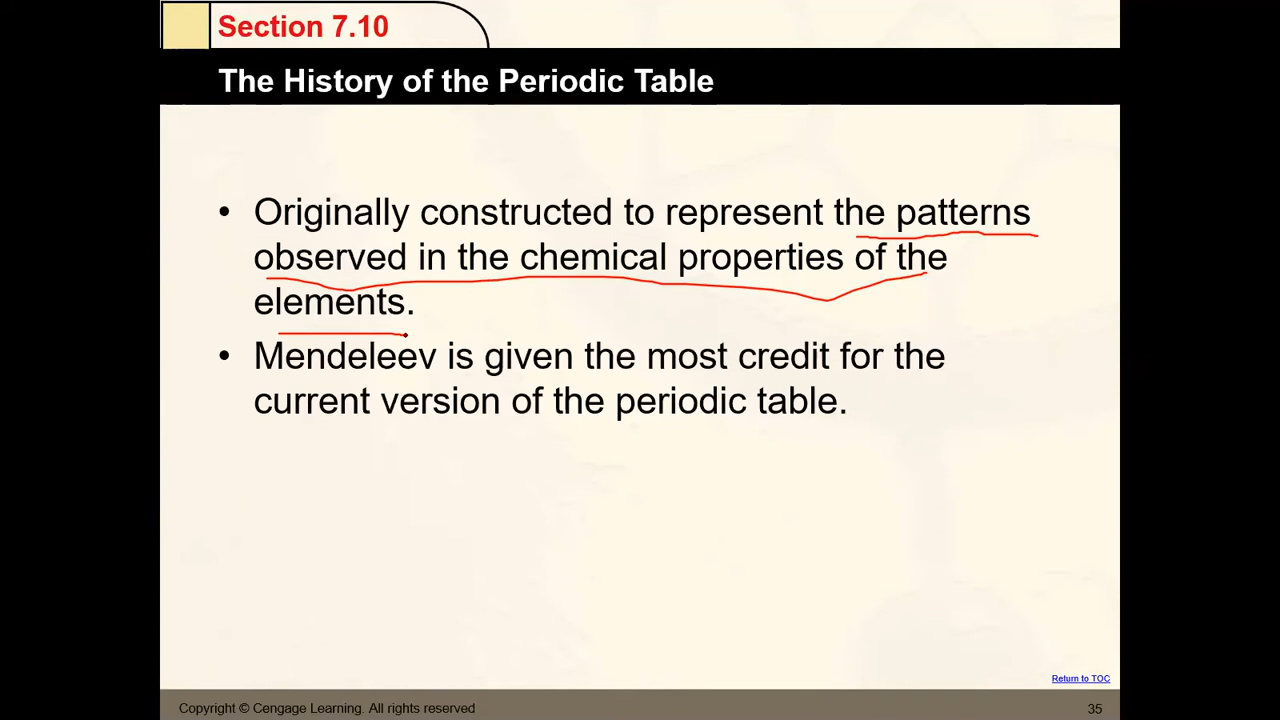 Section 7.10
The History of the Periodic Table
• Originally constructed to represent the patterns
observed in the chemical properties of the
elements.
• Mendeleev is given the most credit for the
current version of the periodic table.
Return to TOC
Copyright © Cengage Learning. All rights reserved
35